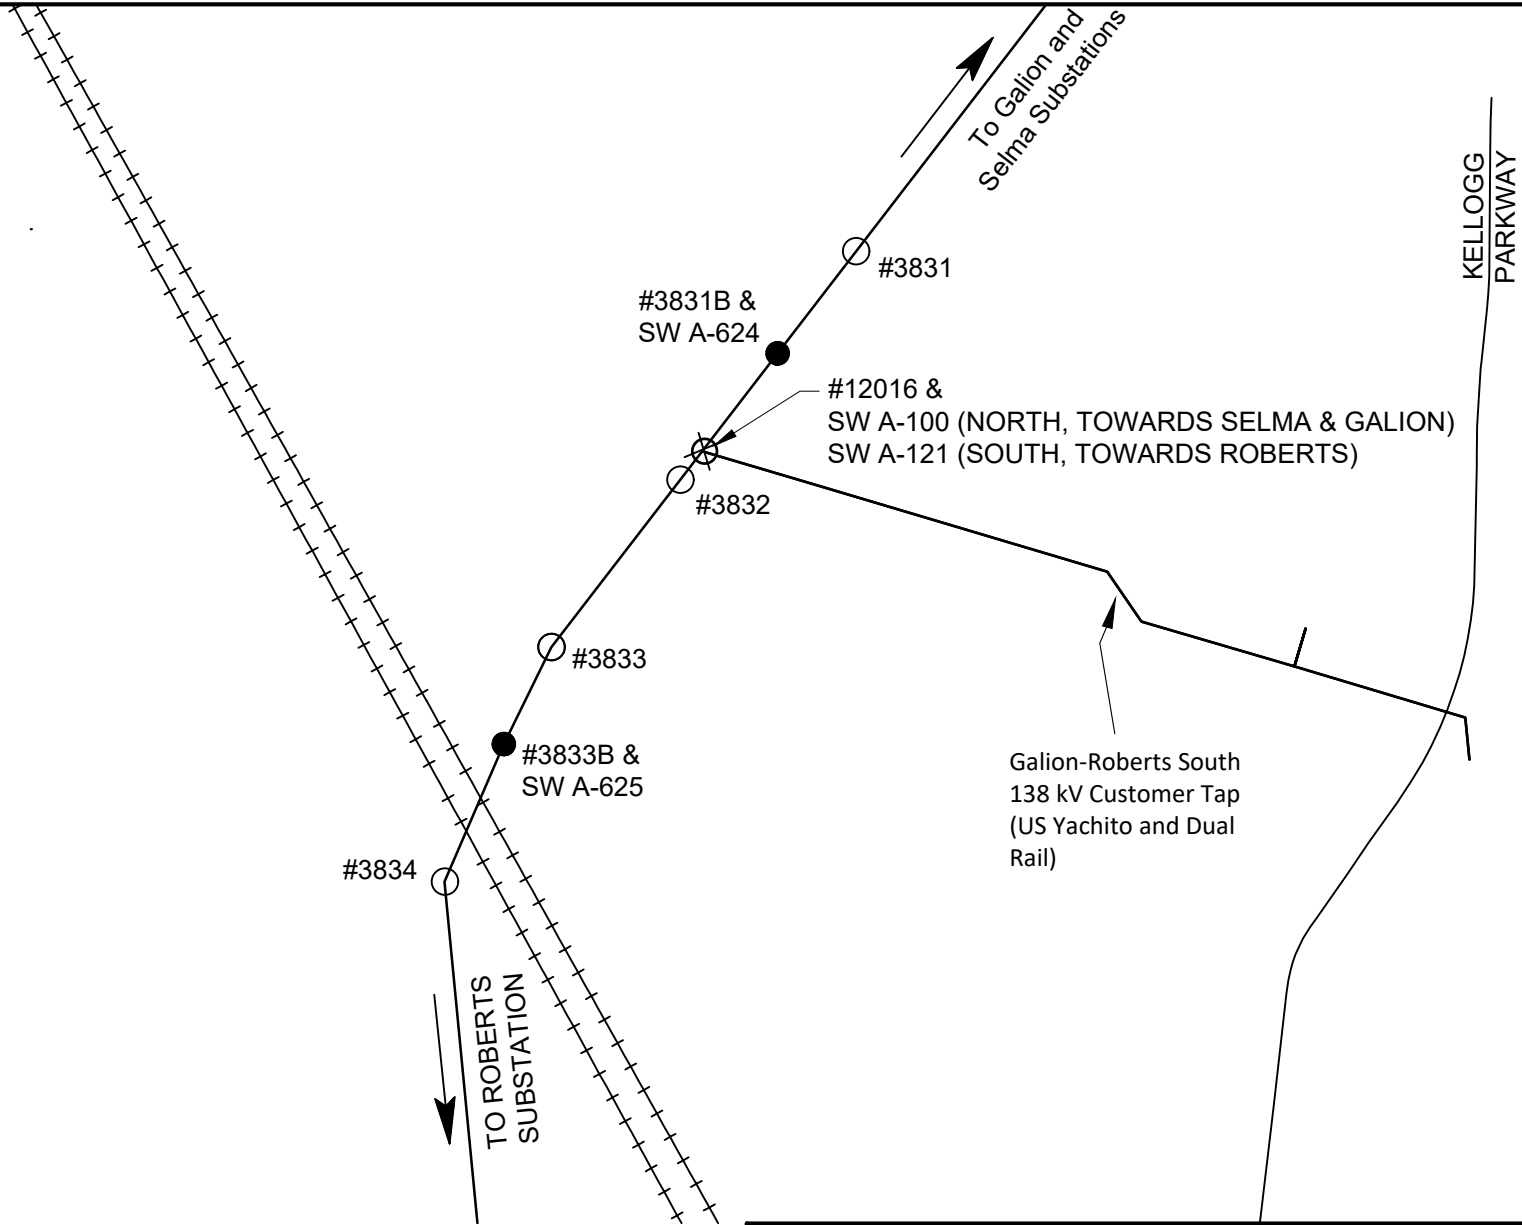 To Galion and
Selma Substations
KELLOGG
PARKWAY
#3831
#3831B &
SW A-624
#12016 &
SW A-100 (NORTH, TOWARDS SELMA & GALION)
SW A-121 (SOUTH, TOWARDS ROBERTS)
#3832
#3833
#3833B &
SW A-625
Galion-Roberts South
138 kV Customer Tap
(US Yachito and Dual
Rail)
#3834
TO ROBERTS
SUBSTATION